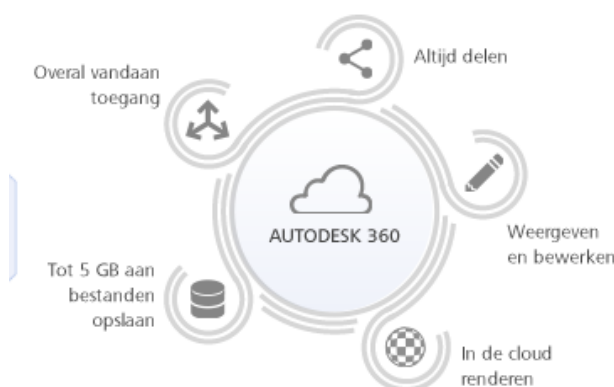 Altijd delen
Overal vandaan
toegang
AUTODESK 360
Weergeven
en bewerken
Tot 5 GB aan
bestanden
opslaan
In de cloud
renderen